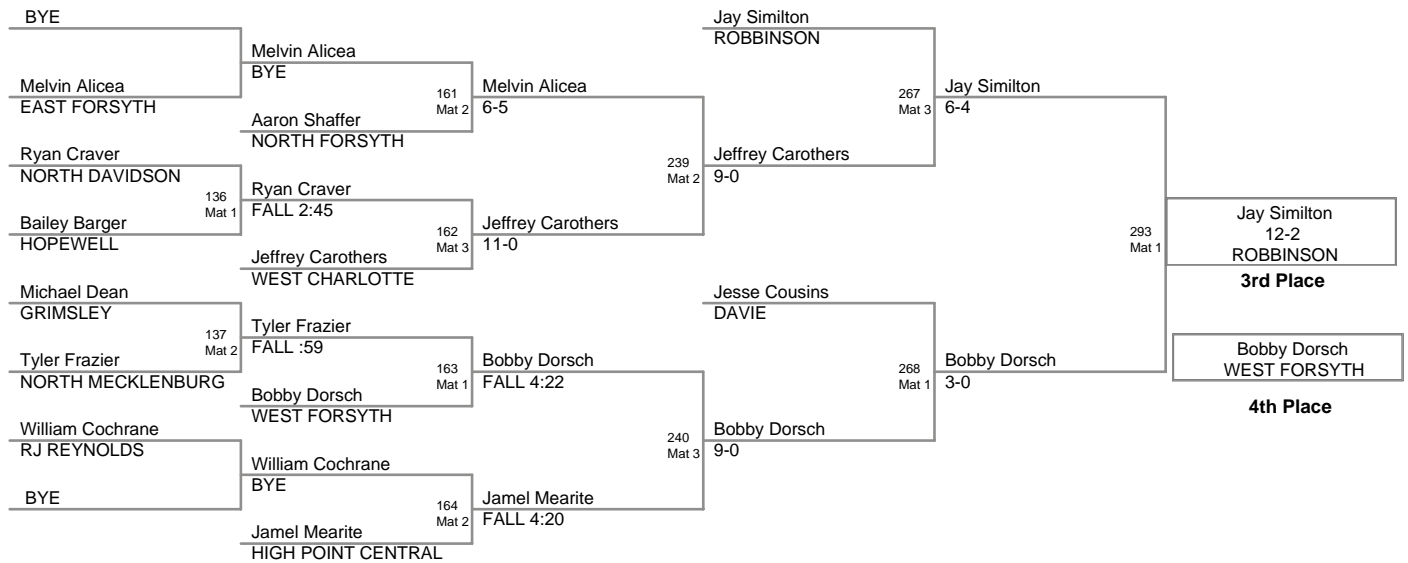 BYE
Melvin Alicea
EAST FORSYTH
Ryan Craver
NORTH DAVIDSON
136
Mat 1
Bailey Barger
HOPEWELL
Michael Dean
GRIMSLEY
137
Mat 2
Tyler Frazier
NORTH MECKLENBURG
William Cochrane
RJ REYNOLDS
BYE
Melvin Alicea
BYE
161
Mat 2
Aaron Shaffer
NORTH FORSYTH
Ryan Craver
FALL 2:45
162
Mat 3
Jeffrey Carothers
WEST CHARLOTTE
Tyler Frazier
FALL :59
163
Mat 1
Bobby Dorsch
WEST FORSYTH
William Cochrane
BYE
164
Mat 2
Jamel Mearite
HIGH POINT CENTRAL
Melvin Alicea
6-5
239
Mat 2
Jeffrey Carothers
11-0
Bobby Dorsch
FALL 4:22
240
Mat 3
Jamel Mearite
FALL 4:20
Jay Similton
ROBBINSON
267
Mat 3
Jeffrey Carothers
9-0
Jesse Cousins
DAVIE
268
Mat 1
Bobby Dorsch
9-0
Jay Similton
6-4
293
Mat 1
Bobby Dorsch
3-0
Jay Similton
12-2
ROBBINSON
3rd Place
Bobby Dorsch
WEST FORSYTH
4th Place